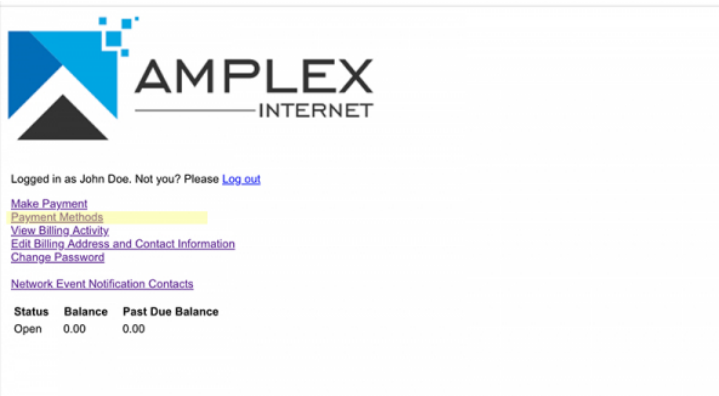 AMPLEX
INTERNET
Logged in as John Doe. Not you? Please Log out
Make Payment
Payment Methods
View Billing Activity
Edit Billing Address and Contact Information
Change Password
Network Event Notification Contacts
Status Balance Past Due Balance
Open 0.00 0.00